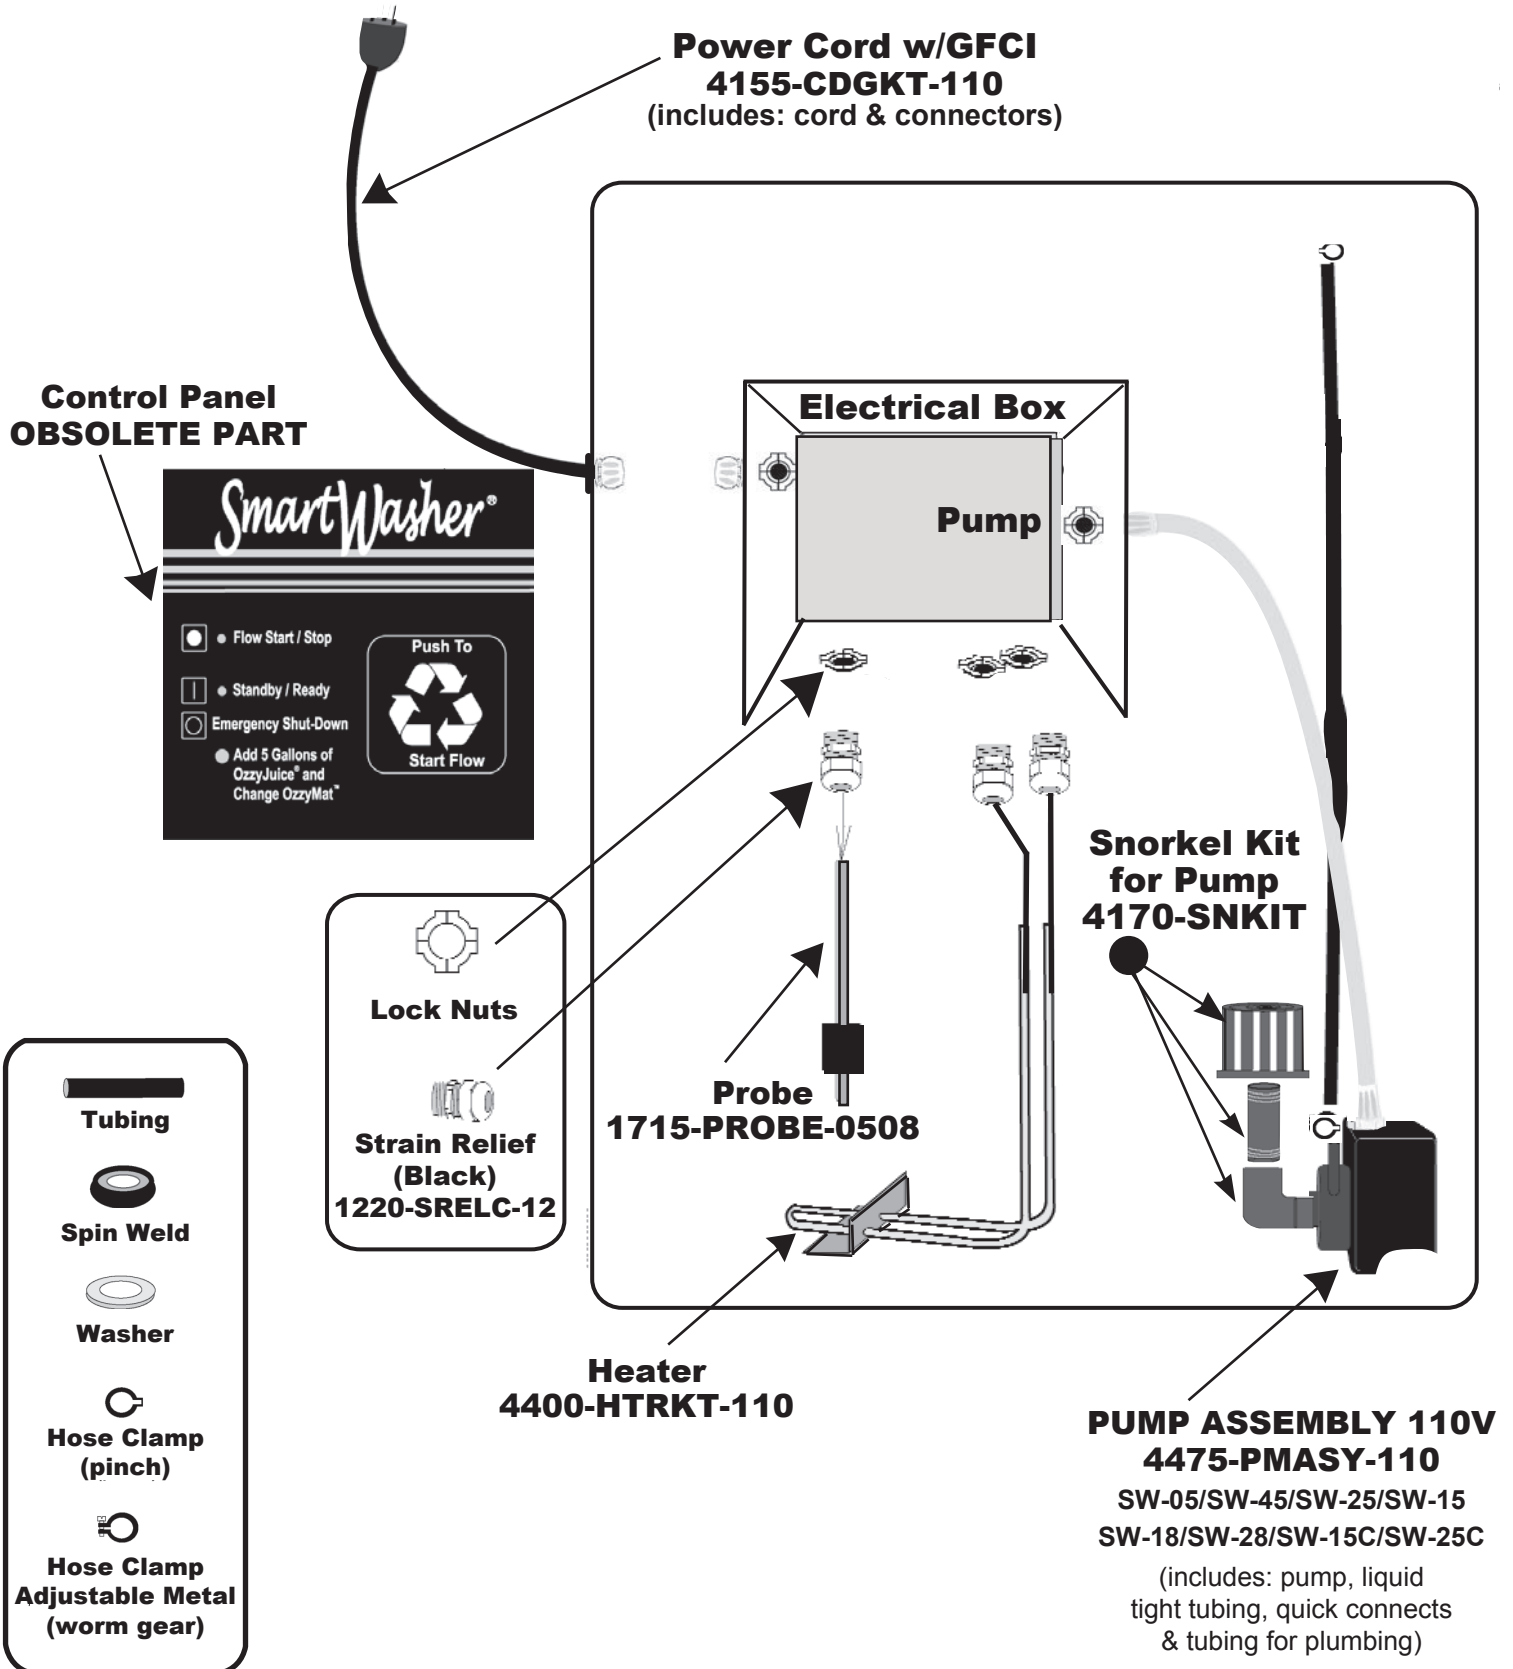 Power Cord w/GFCI
4155-CDGKT-110
(includes: cord & connectors)
Control Panel
OBSOLETE PART
SmartWasher®
Flow Start / Stop
Standby / Ready
Emergency Shut-Down
Add 5 Gallons of
OzzyJuice® and
Change OzzyMat™
Push To
Start Flow
Electrical Box
Pump
Snorkel Kit
for Pump
4170-SNKIT
Lock Nuts
Strain Relief
(Black)
1220-SRELC-12
Probe
1715-PROBE-0508
Heater
4400-HTRKT-110
PUMP ASSEMBLY 110V
4475-PMASY-110
SW-05/SW-45/SW-25/SW-15
SW-18/SW-28/SW-15C/SW-25C
(includes: pump, liquid
tight tubing, quick connects
& tubing for plumbing)
Tubing
Spin Weld
Washer
Hose Clamp
(pinch)
Hose Clamp
Adjustable Metal
(worm gear)